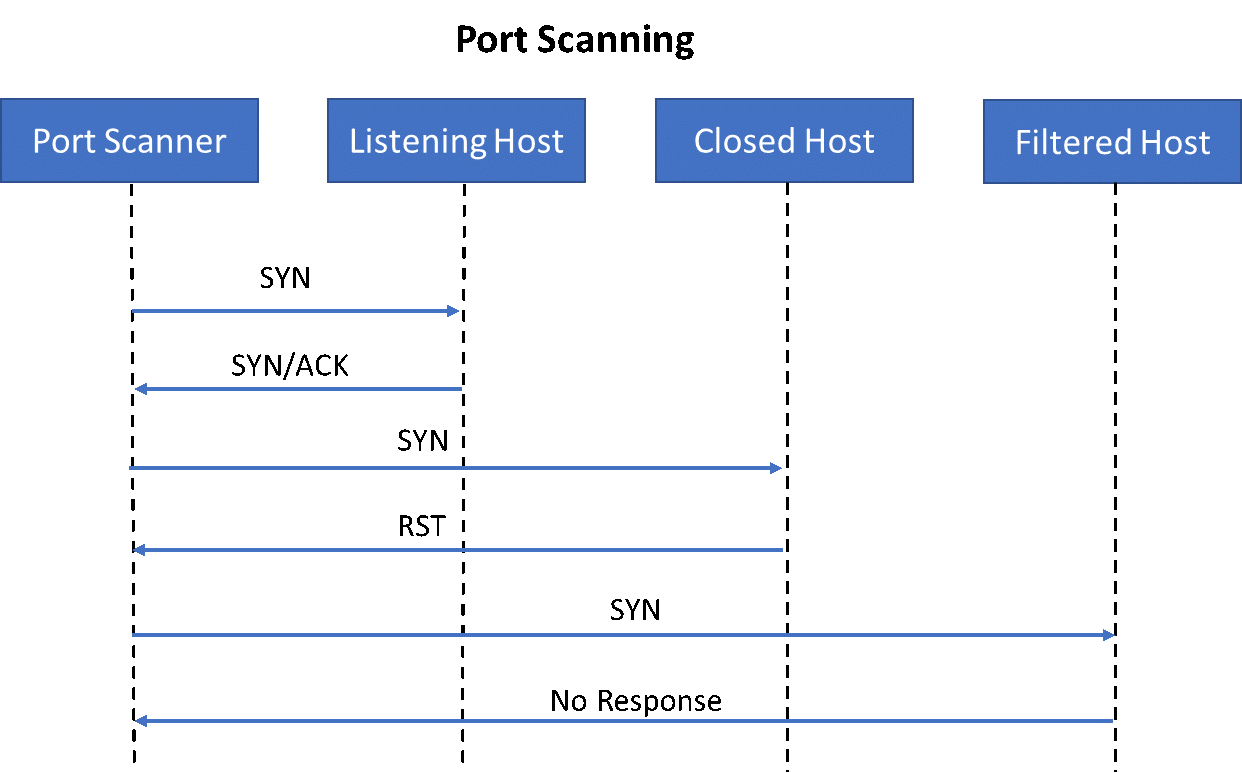 Port Scanning
Port Scanner
Listening Host
Closed Host
Filtered Host
SYN
SYN/ACK
SYN
RST
SYN
No Response